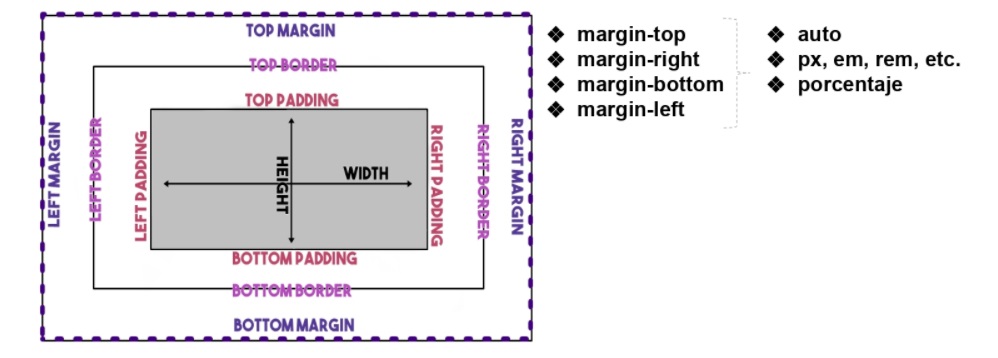 TOP MARGIN
TOP BORDER
TOP PADDING
LEFT MARGIN
LEFT BORDER
LEFT PADDING
HEIGHT
WIDTH
RIGHT PADDING
RIGHT BORDER
RIGHT MARGIN
BOTTOM PADDING
BOTTOM BORDER
BOTTOM MARGIN
❖ margin-top
❖ margin-right
❖ margin-bottom
❖ margin-left
❖ auto
❖ px, em, rem, etc.
❖ porcentaje